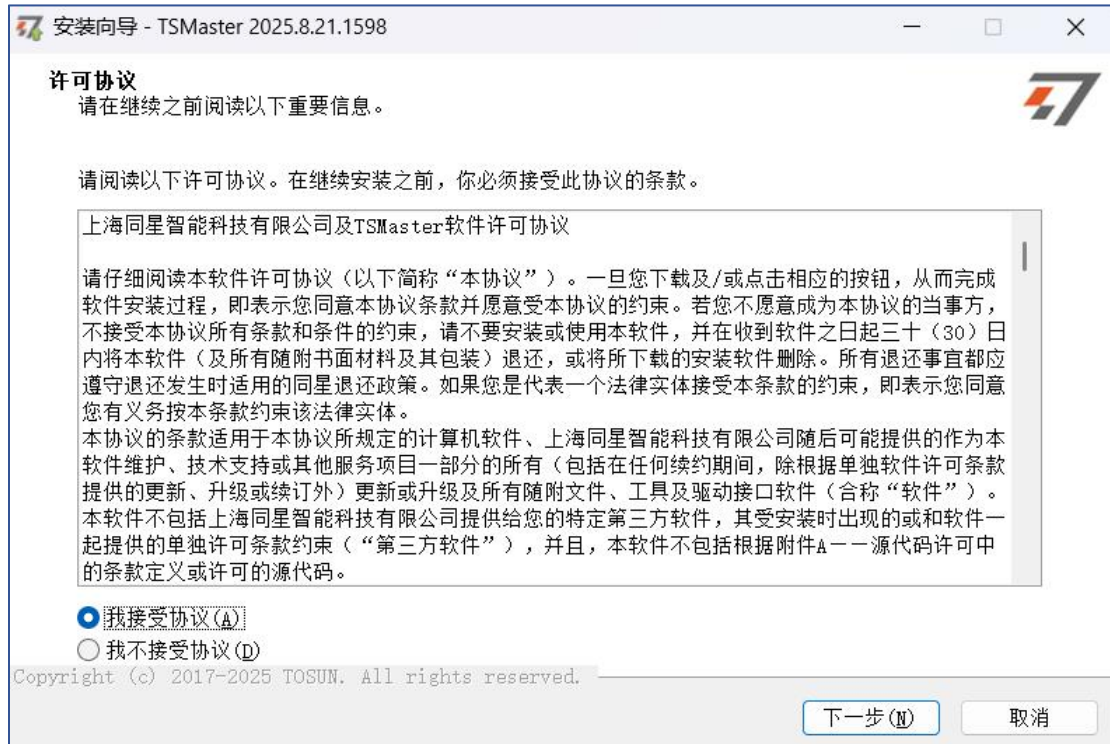 安装向导 - TSMaster 2025.8.21.1598
许可协议
请在继续之前阅读以下重要信息。
请阅读以下许可协议。在继续安装之前，你必须接受此协议的条款。
上海同星智能科技有限公司及TSMaster软件许可协议
请仔细阅读本软件许可协议（以下简称“本协议”）。一旦您下载及/或点击相应的按钮，从而完成
软件安装过程，即表示您同意本协议条款并愿意受本协议的约束。若您不愿意成为本协议的当事方，
不接受本协议所有条款和条件的约束，请不要安装或使用本软件，并在收到软件之日起三十（30）日
内将本软件（及所有随附书面材料及其包装）退还，或将所下载的安装软件删除。所有退还事宜都应
遵守退还发生时适用的同星退还政策。如果您是代表一个法律实体接受本条款的约束，即表示您同意
您有义务按本条款约束该法律实体。
本协议的条款适用于本协议所规定的计算机软件、上海同星智能科技有限公司随后可能提供的作为本
软件维护、技术支持或其他服务项目一部分的所有（包括在任何续约期间，除根据单独软件许可条款
提供的更新、升级或续订外）更新或升级及所有随附文件、工具及驱动接口软件（合称“软件”）。
本软件不包括上海同星智能科技有限公司提供给您的特定第三方软件，其受安装时出现的或和软件一
起提供的单独许可条款约束（“第三方软件”），并且，本软件不包括根据附件A——源代码许可中
的条款定义或许可的源代码。
我接受协议(A)
我不接受协议(D)
Copyright (c) 2017-2025 TOSUN. All rights reserved.
下一步(N) 取消